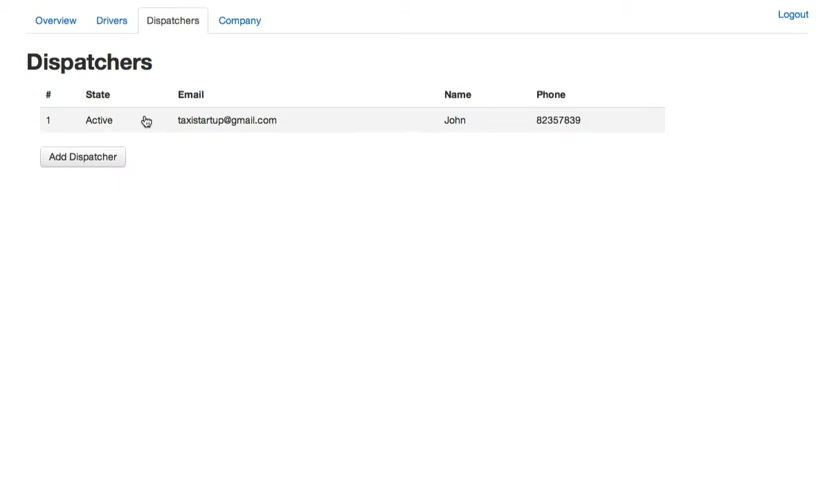 Overview Drivers Dispatchers Company Logout
Dispatchers
# State Email Name Phone
1 Active taxistartup@gmail.com John 82357839
Add Dispatcher